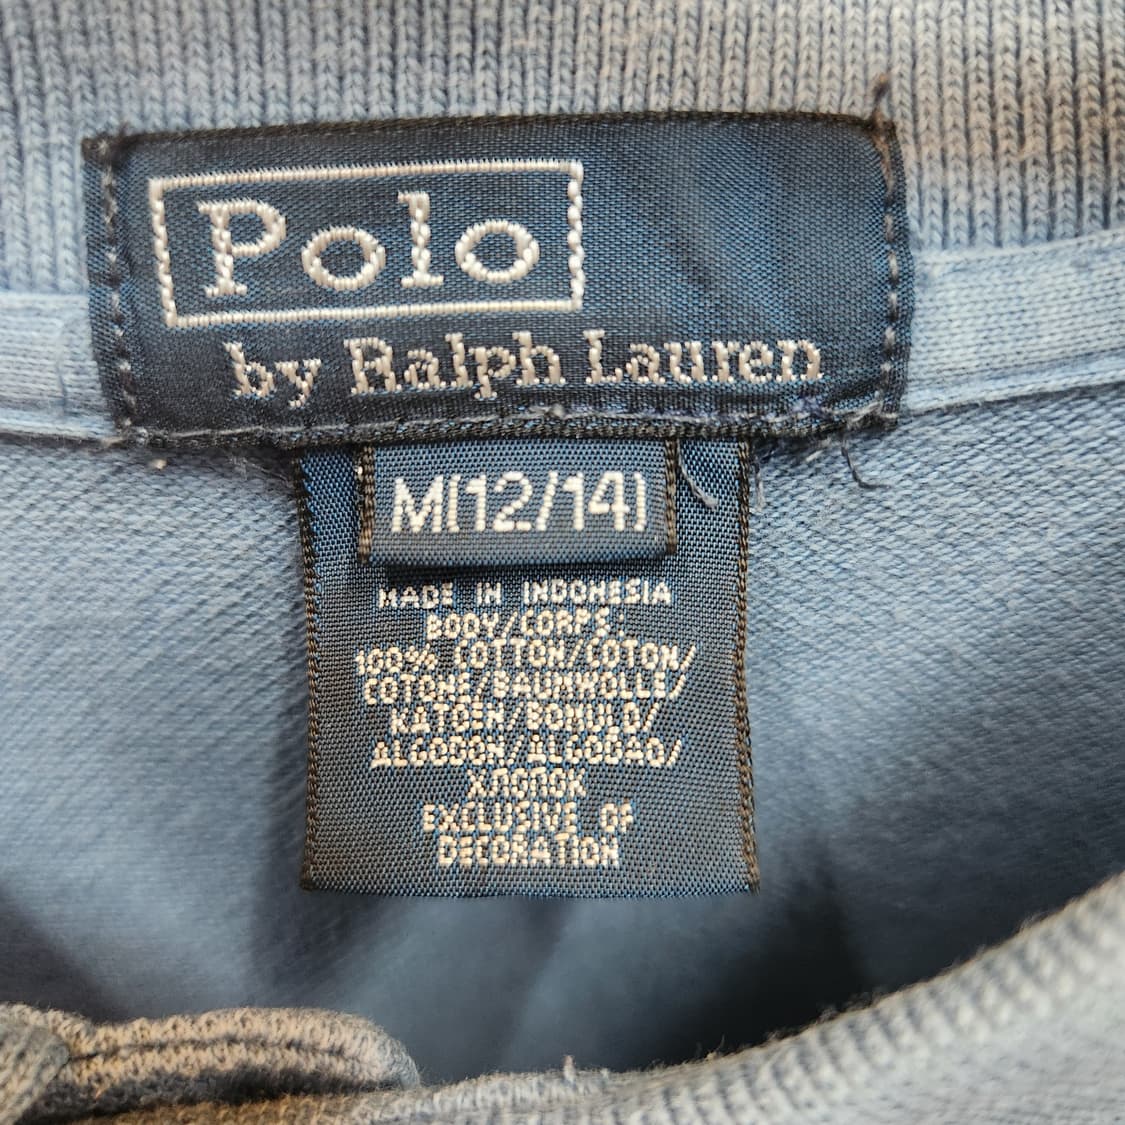 Polo
by Ralph Lauren
M(12/14)
MADE IN INDONESIA
BODY/CORPS
100% COTTON/COTON/
COTONE/BAUMWOLLE/
KATOEN/BOMULD/
ALGODON/ALGODAO/
ХЛОПОК
EXCLUSIVE OF
DECORATION